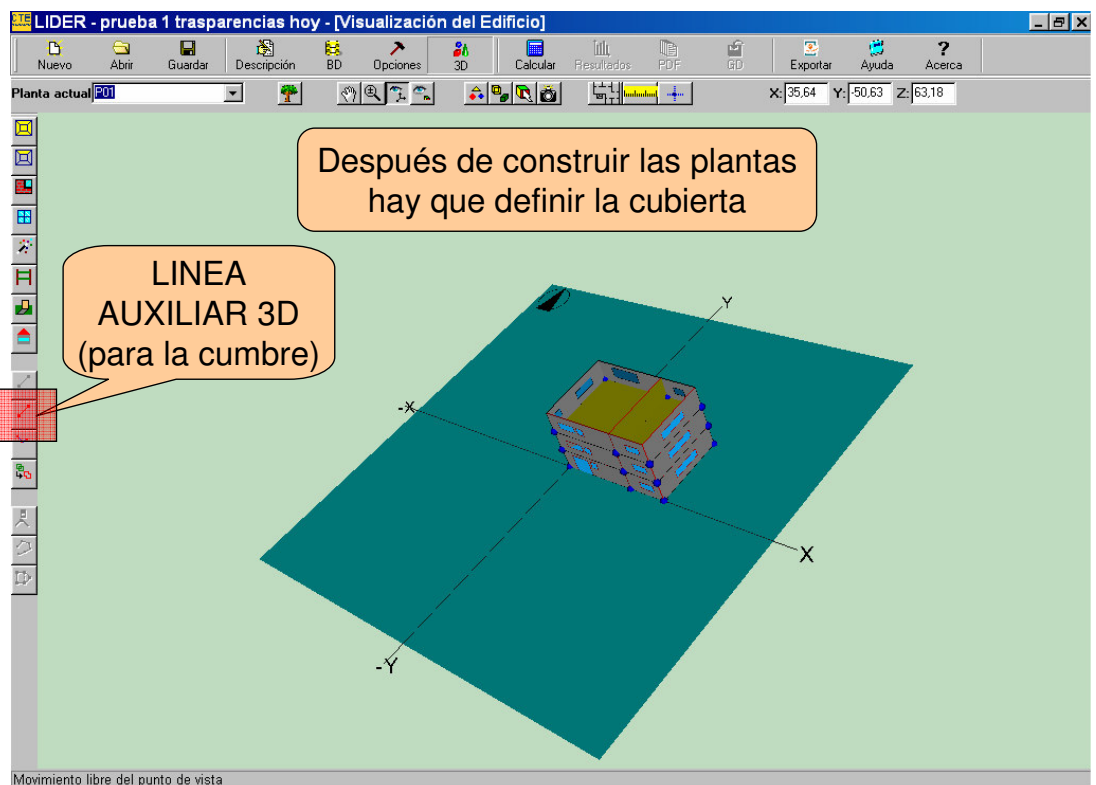 CTE LIDER - prueba 1 trasparencias hoy - [Visualización del Edificio]
Nuevo Abrir Guardar Descripción BD Opciones 3D Calcular Resultados PDF GD Exportar Ayuda Acerca
Planta actual P01 X: 35,64 Y: -50,63 Z: 63,18
Después de construir las plantas
hay que definir la cubierta
LINEA
AUXILIAR 3D
(para la cumbre)
Y
-X
X
-Y
Movimiento libre del punto de vista